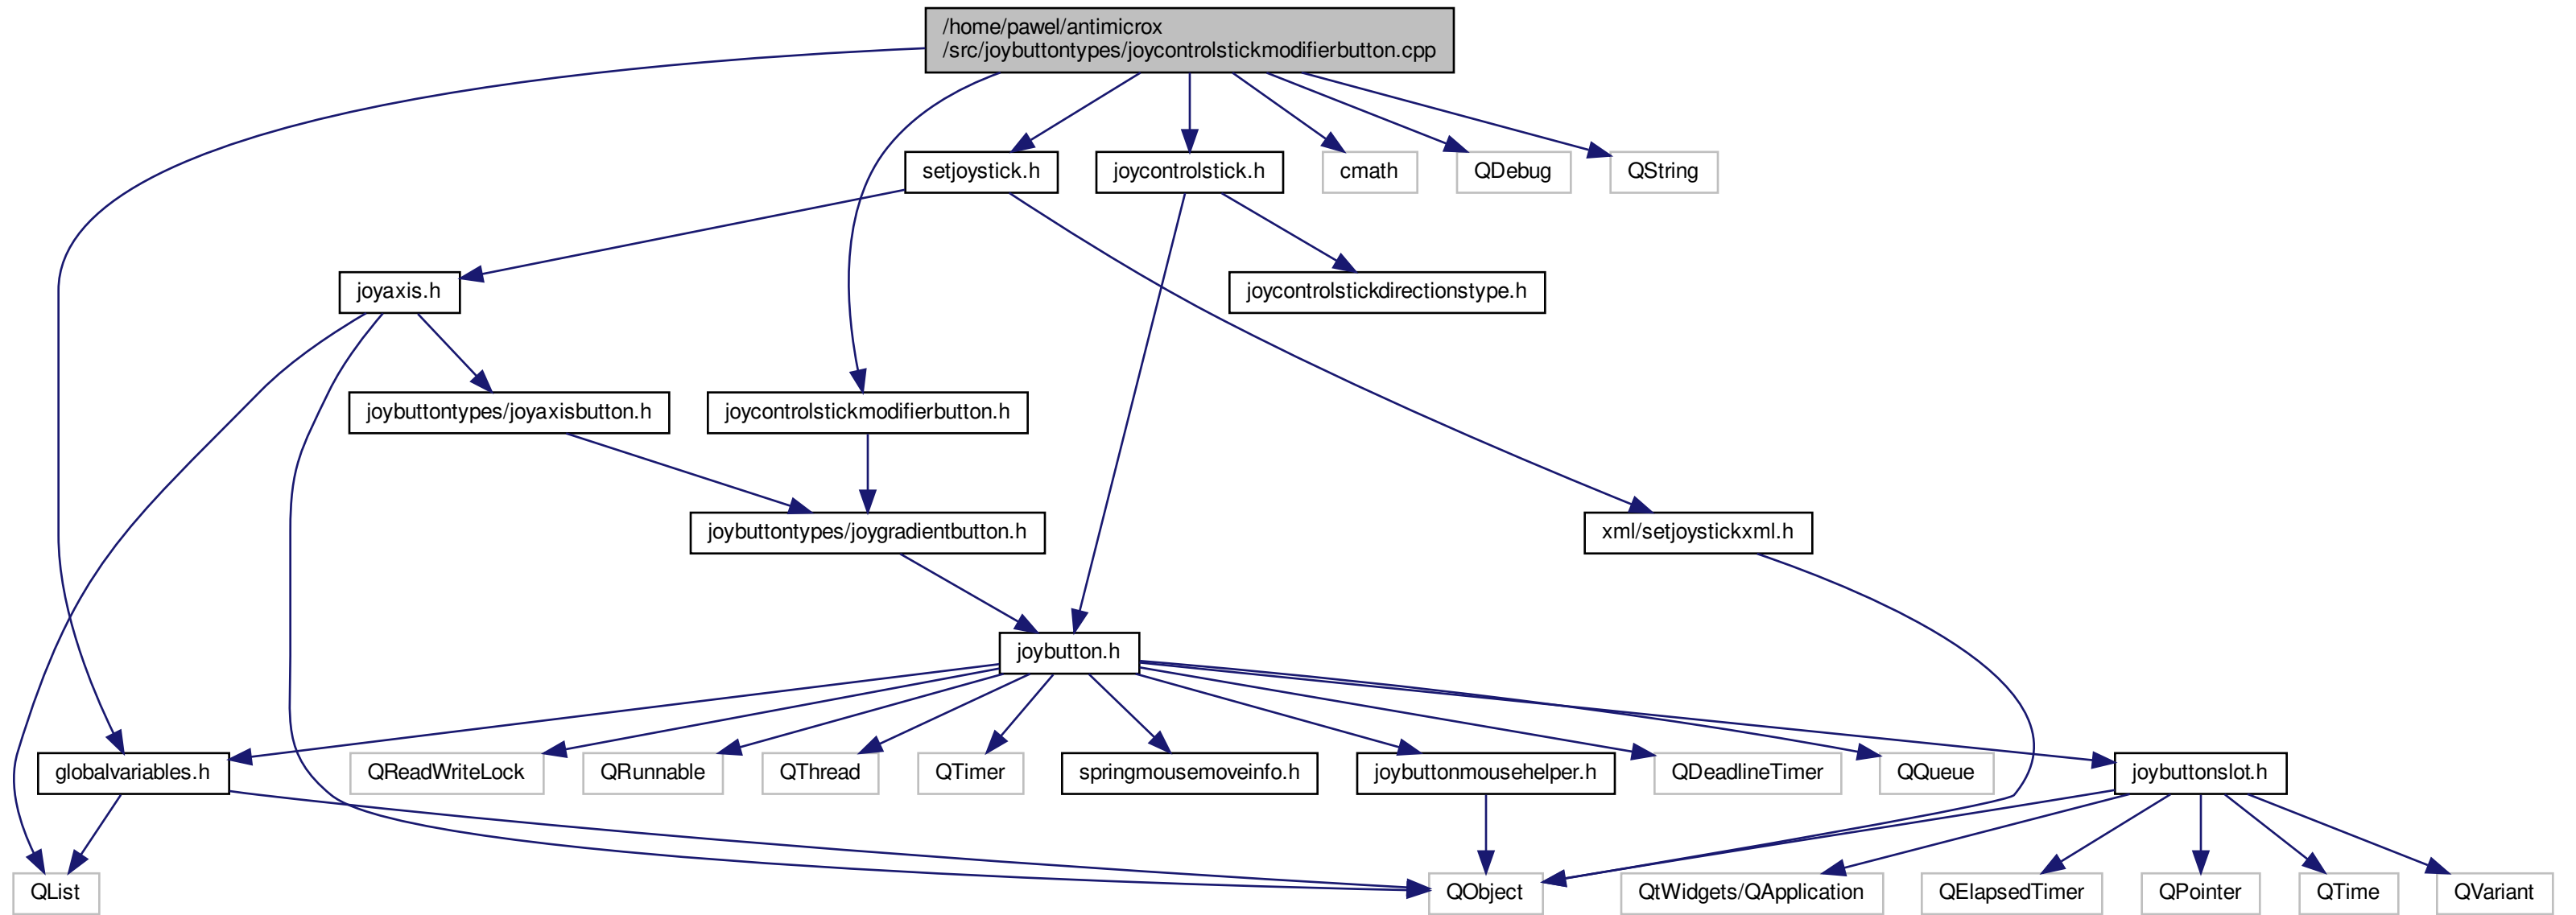 /home/pawel/antimicrox
/src/joybuttontypes/joycontrolstickmodifierbutton.cpp
setjoystick.h
joycontrolstick.h
cmath
QDebug
QString
joyaxis.h
joycontrolstickdirectionstype.h
joybuttontypes/joyaxisbutton.h
joycontrolstickmodifierbutton.h
joybuttontypes/joygradientbutton.h
xml/setjoystickxml.h
joybutton.h
globalvariables.h
QReadWriteLock
QRunnable
QThread
QTimer
springmousemoveinfo.h
joybuttonmousehelper.h
QDeadlineTimer
QQueue
joybuttonslot.h
QList
QObject
QtWidgets/QApplication
QElapsedTimer
QPointer
QTime
QVariant